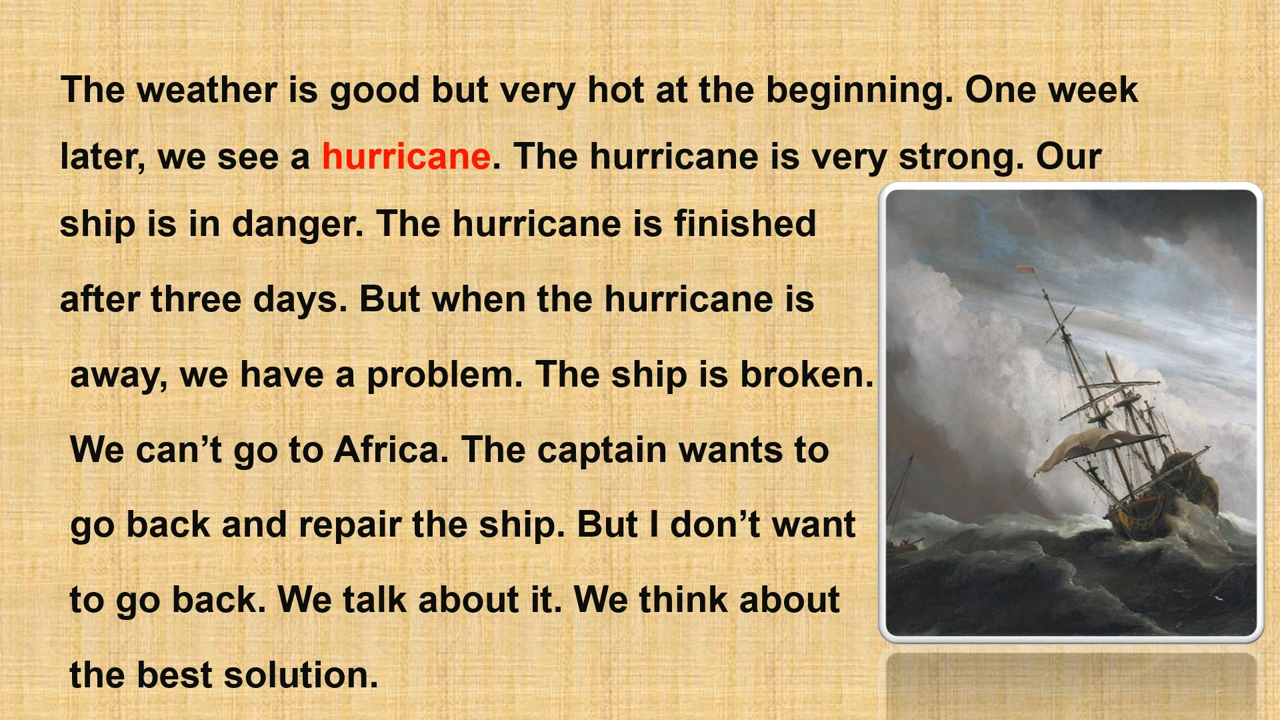 The weather is good but very hot at the beginning. One week
later, we see a hurricane. The hurricane is very strong. Our
ship is in danger. The hurricane is finished
after three days. But when the hurricane is
away, we have a problem. The ship is broken.
We can’t go to Africa. The captain wants to
go back and repair the ship. But I don’t want
to go back. We talk about it. We think about
the best solution.